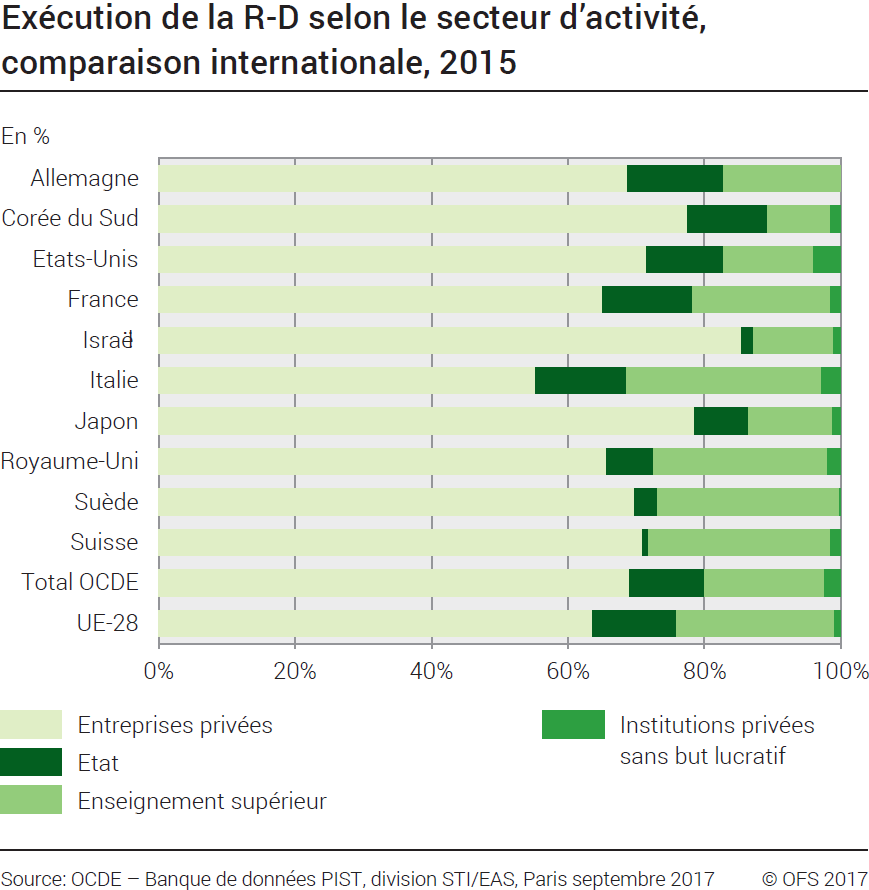 Exécution de la R-D selon le secteur d’activité,
comparaison internationale, 2015
En %
Allemagne
Corée du Sud
Etats-Unis
France
Israël
Italie
Japon
Royaume-Uni
Suède
Suisse
Total OCDE
UE-28
0% 20% 40% 60% 80% 100%
Entreprises privées
Etat
Enseignement supérieur
Institutions privées
sans but lucratif
Source: OCDE – Banque de données PIST, division STI/EAS, Paris septembre 2017 © OFS 2017